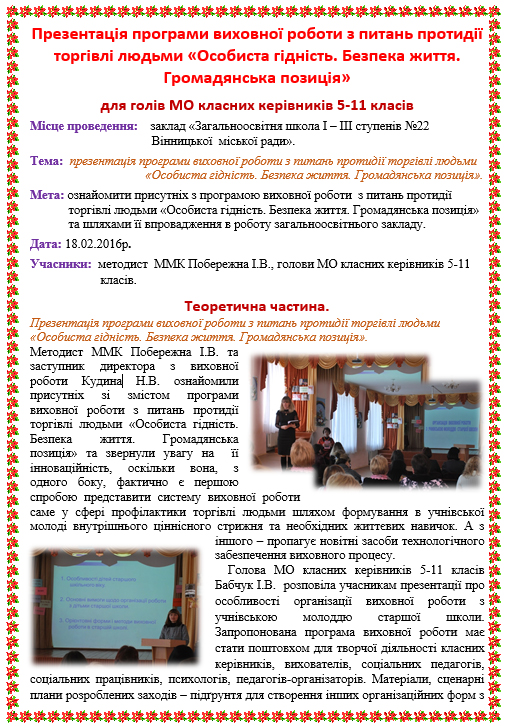 Презентація програми виховної роботи з питань протидії
торгівлі людьми «Особиста гідність. Безпека життя.
Громадянська позиція»
для голів МО класних керівників 5-11 класів
Місце проведення: заклад «Загальноосвітня школа І – ІІІ ступенів №22
Вінницької міської ради».
Тема: презентація програми виховної роботи з питань протидії торгівлі людьми
«Особиста гідність. Безпека життя. Громадянська позиція».
Мета: ознайомити присутніх з програмою виховної роботи з питань протидії
торгівлі людьми «Особиста гідність. Безпека життя. Громадянська позиція»
та шляхами її впровадження в роботу загальноосвітнього закладу.
Дата: 18.02.2016р.
Учасники: методист ММК Побережна І.В., голови МО класних керівників 5-11
класів.
Теоретична частина.
Презентація програми виховної роботи з питань протидії торгівлі людьми
«Особиста гідність. Безпека життя. Громадянська позиція».
Методист ММК Побережна І.В. та
заступник директора з виховної
роботи Кудина Н.В. ознайомили
присутніх зі змістом програми
виховної роботи з питань протидії
торгівлі людьми «Особиста гідність.
Безпека життя. Громадянська
позиція» та звернули увагу на її
інноваційність, оскільки вона, з
одного боку, фактично є першою
спробою представити систему виховної роботи
саме у сфері профілактики торгівлі людьми шляхом формування в учнівської
молоді внутрішнього ціннісного стрижня та необхідних життєвих навичок. А з
іншого – пропагує новітні засоби технологічного
забезпечення виховного процесу.
Голова МО класних керівників 5-11 класів
Бабчук І.В. розповіла учасникам презентації про
особливості організації виховної роботи з
учнівською молоддю старшої школи.
Запропонована програма виховної роботи має
стати поштовхом для творчої діяльності класних
керівників, вихователів, соціальних педагогів,
соціальних працівників, психологів, педагогів-організаторів. Матеріали, сценарні
плани розроблених заходів – підґрунтя для створення інших організаційних форм з